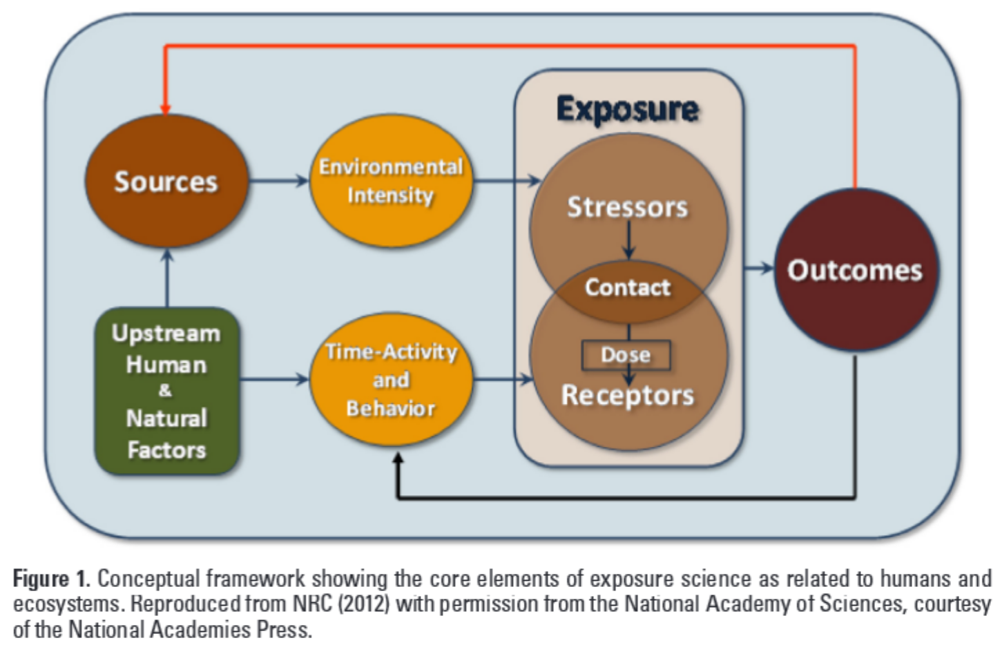 Exposure
Sources
Environmental
Intensity
Stressors
Contact
Dose
Receptors
Outcomes
Upstream
Human
&
Natural
Factors
Time-Activity
and
Behavior
Figure 1. Conceptual framework showing the core elements of exposure science as related to humans and
ecosystems. Reproduced from NRC (2012) with permission from the National Academy of Sciences, courtesy
of the National Academies Press.